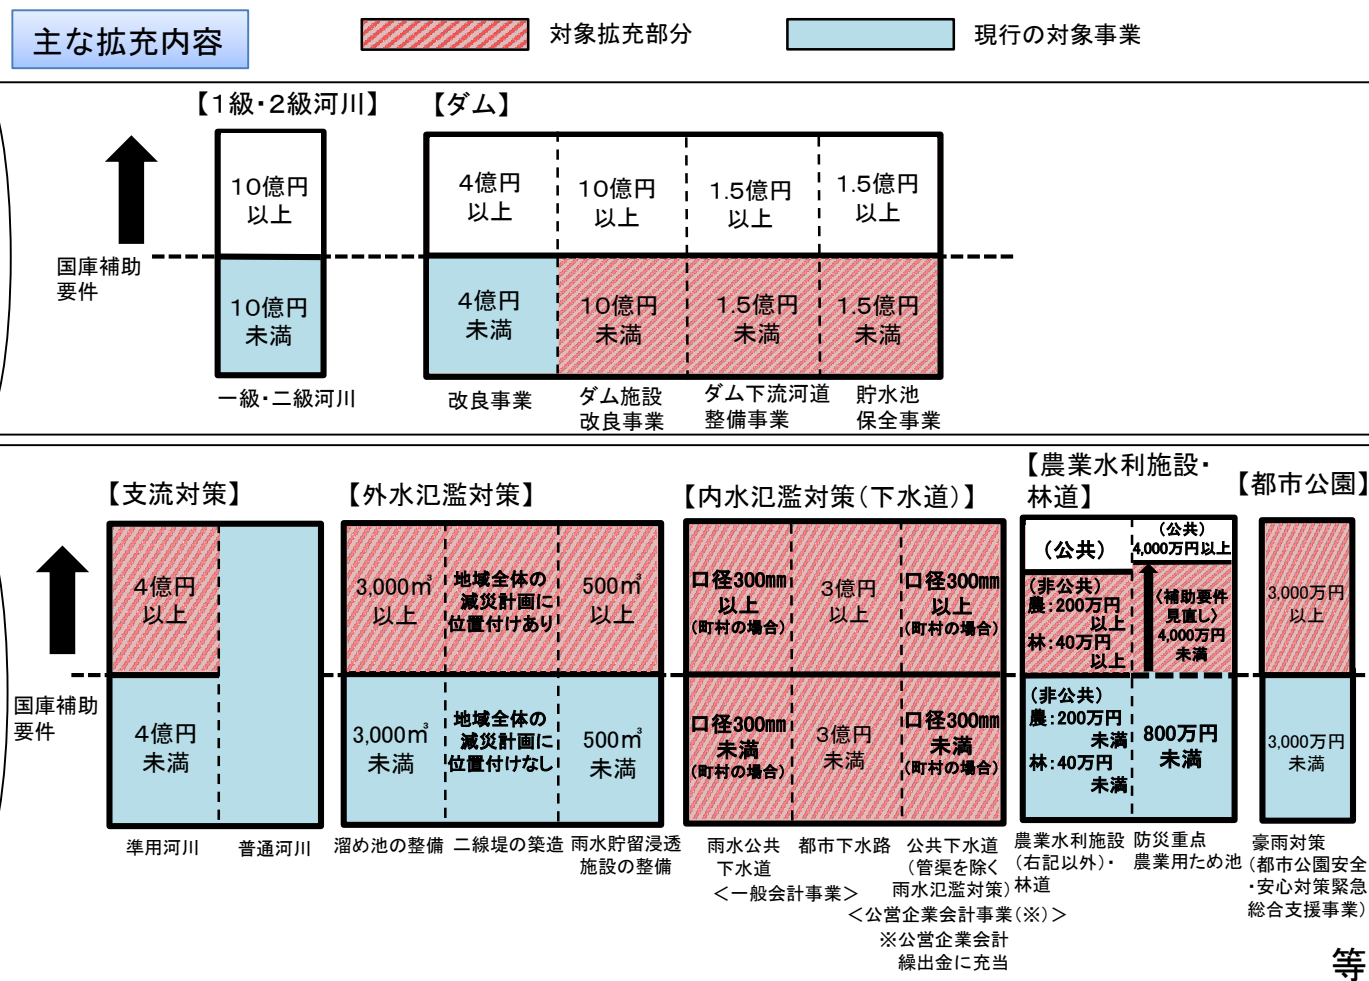 主な拡充内容
対象拡充部分
現行の対象事業
【1級・2級河川】
【ダム】
10億円
以上
4億円
以上
10億円
以上
1.5億円
以上
1.5億円
以上
国庫補助
要件
10億円
未満
4億円
未満
10億円
未満
1.5億円
未満
1.5億円
未満
一級・二級河川
改良事業
ダム施設
改良事業
ダム下流河道
整備事業
貯水池
保全事業
【支流対策】
【外水氾濫対策】
【内水氾濫対策(下水道)】
【農業水利施設・
林道】
【都市公園】
4億円
以上
3,000㎥
以上
地域全体の
減災計画に
位置付けあり
500㎥
以上
口径300mm
以上
(町村の場合)
3億円
以上
口径300mm
以上
(町村の場合)
(公共)
(非公共)
農:200万円
以上
林:40万円
以上
(公共)
4,000万円以上
〈補助要件
見直し〉
4,000万円
未満
3,000万円
以上
国庫補助
要件
4億円
未満
3,000㎥
未満
地域全体の
減災計画に
位置付けなし
500㎥
未満
口径300mm
未満
(町村の場合)
3億円
未満
口径300mm
未満
(町村の場合)
(非公共)
農:200万円
未満
林:40万円
未満
800万円
未満
3,000万円
未満
準用河川
普通河川
溜め池の整備
二線堤の築造
雨水貯留浸透
施設の整備
雨水公共
下水道
都市下水路
公共下水道
(管渠を除く
雨水氾濫対策)
<一般会計事業>
<公営企業会計事業(※)>
※公営企業会計
繰出金に充当
農業水利施設
(右記以外)・
林道
防災重点
農業用ため池
豪雨対策
(都市公園安全
・安心対策緊急
総合支援事業)
等